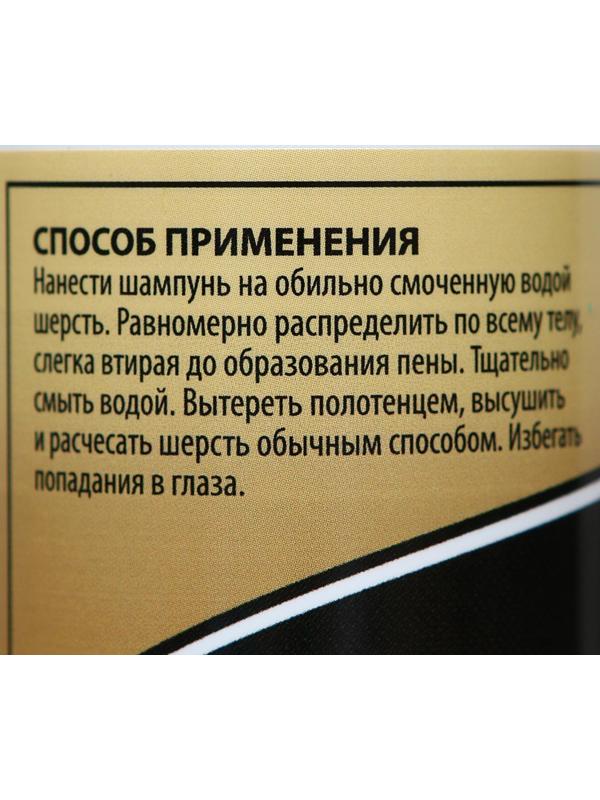 СПОСОБ ПРИМЕНЕНИЯ
Нанести шампунь на обильно смоченную водой
шерсть. Равномерно распределить по всему телу,
слегка втирая до образования пены. Тщательно
смыть водой. Вытереть полотенцем, высушить
и расчесать шерсть обычным способом. Избегать
попадания в глаза.